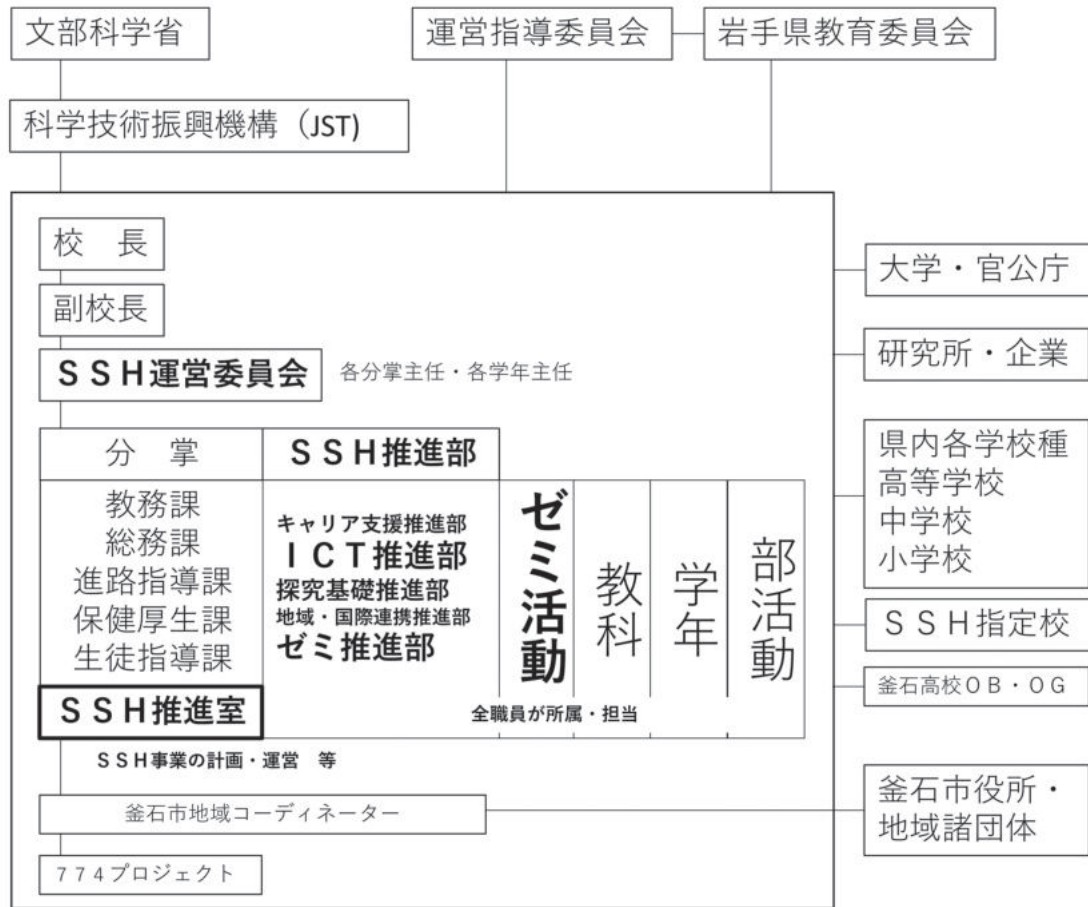 文部科学省
運営指導委員会
岩手県教育委員会
科学技術振興機構（JST)
校　長
副校長
ＳＳＨ運営委員会
各分掌主任・各学年主任
分　掌
ＳＳＨ推進部
教務課
総務課
進路指導課
保健厚生課
生徒指導課
ＳＳＨ推進室
キャリア支援推進部
ＩＣＴ推進部
探究基礎推進部
地域・国際連携推進部
ゼミ推進部
ゼミ活動
教科
学年
部活動
全職員が所属・担当
ＳＳＨ事業の計画・運営　等
釜石市地域コーディネーター
７７４プロジェクト
大学・官公庁
研究所・企業
県内各学校種
高等学校
中学校
小学校
ＳＳＨ指定校
釜石高校ＯＢ・ＯＧ
釜石市役所・
地域諸団体